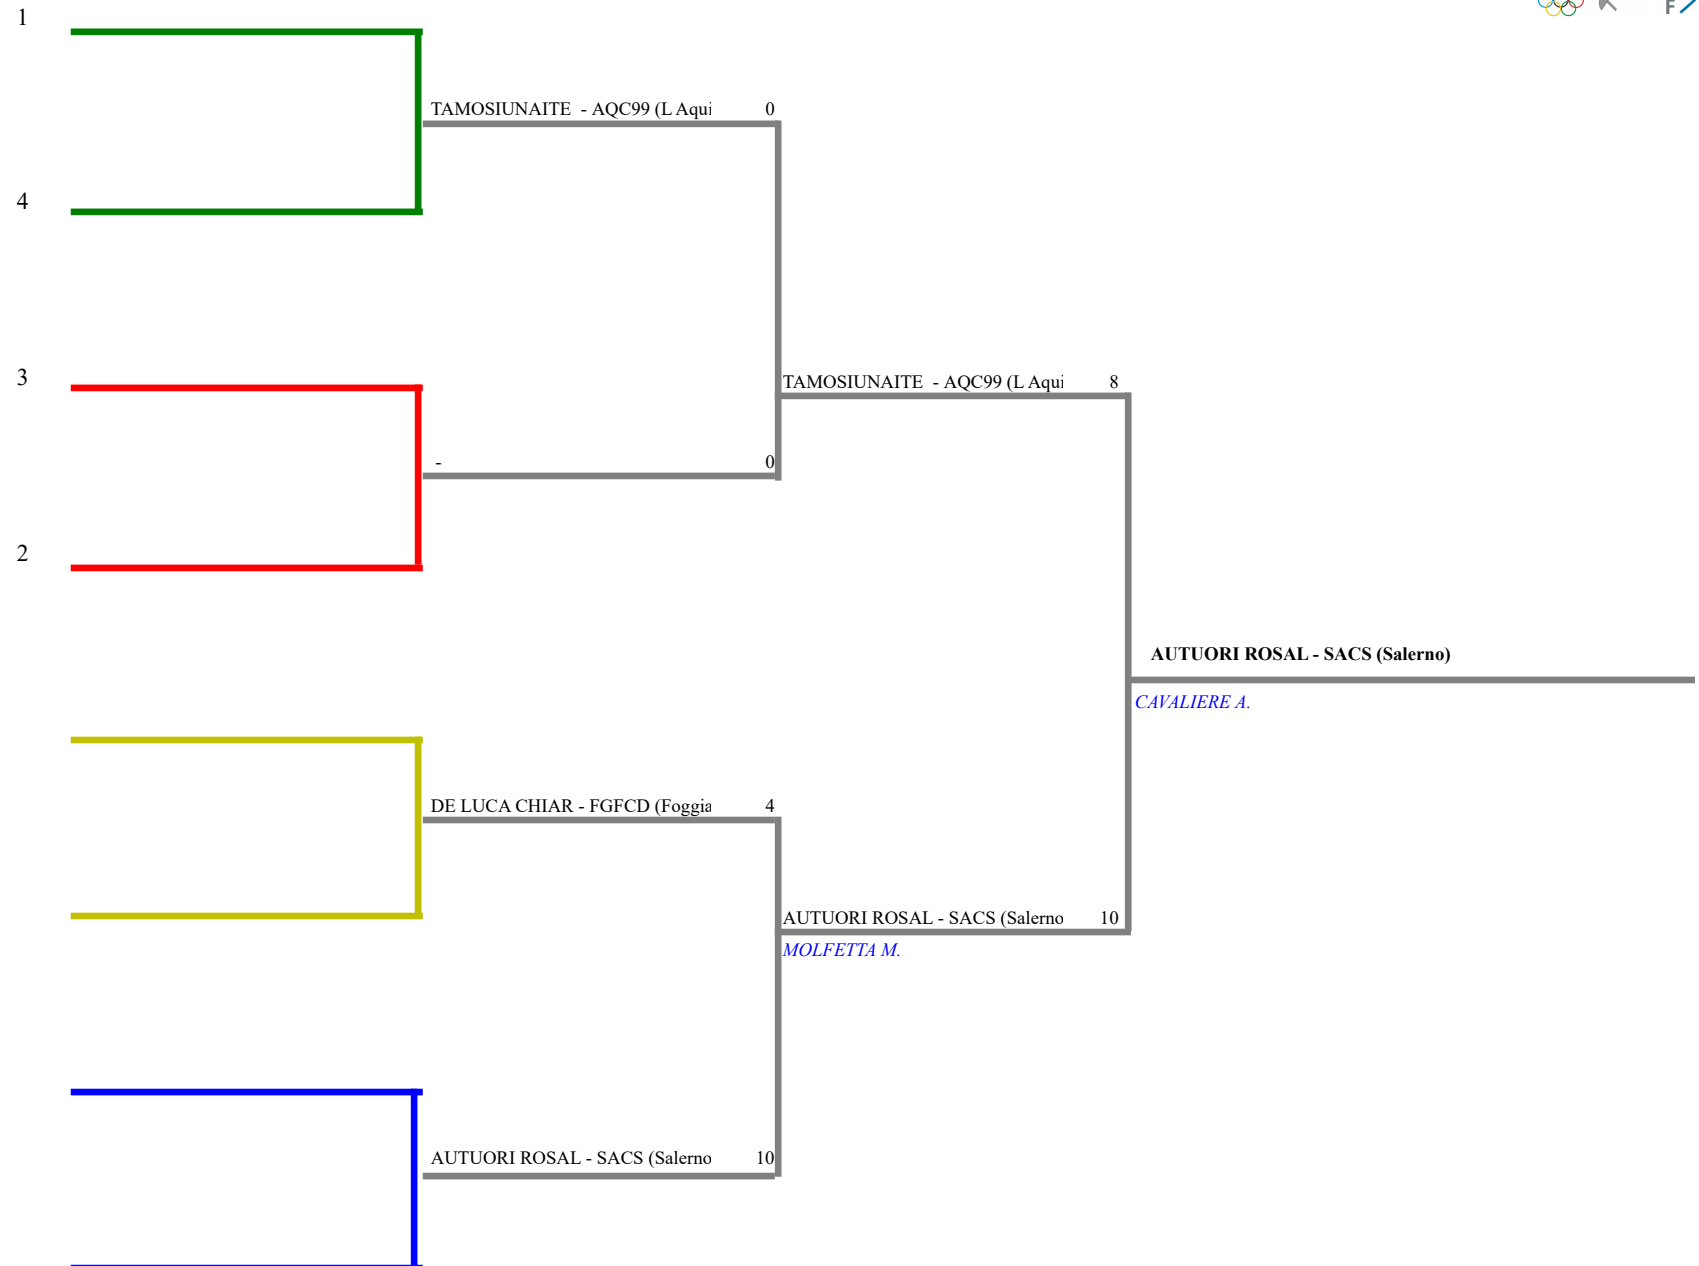 1
F
TAMOSIUNAITE - AQC99 (L Aqui 0
4
3
TAMOSIUNAITE - AQC99 (L Aqui 8
- 0
2
AUTUORI ROSAL - SACS (Salerno)
CAVALIERE A.
DE LUCA CHIAR - FGFCD (Foggia 4
AUTUORI ROSAL - SACS (Salerno 10
MOLFETTA M.
AUTUORI ROSAL - SACS (Salerno 10